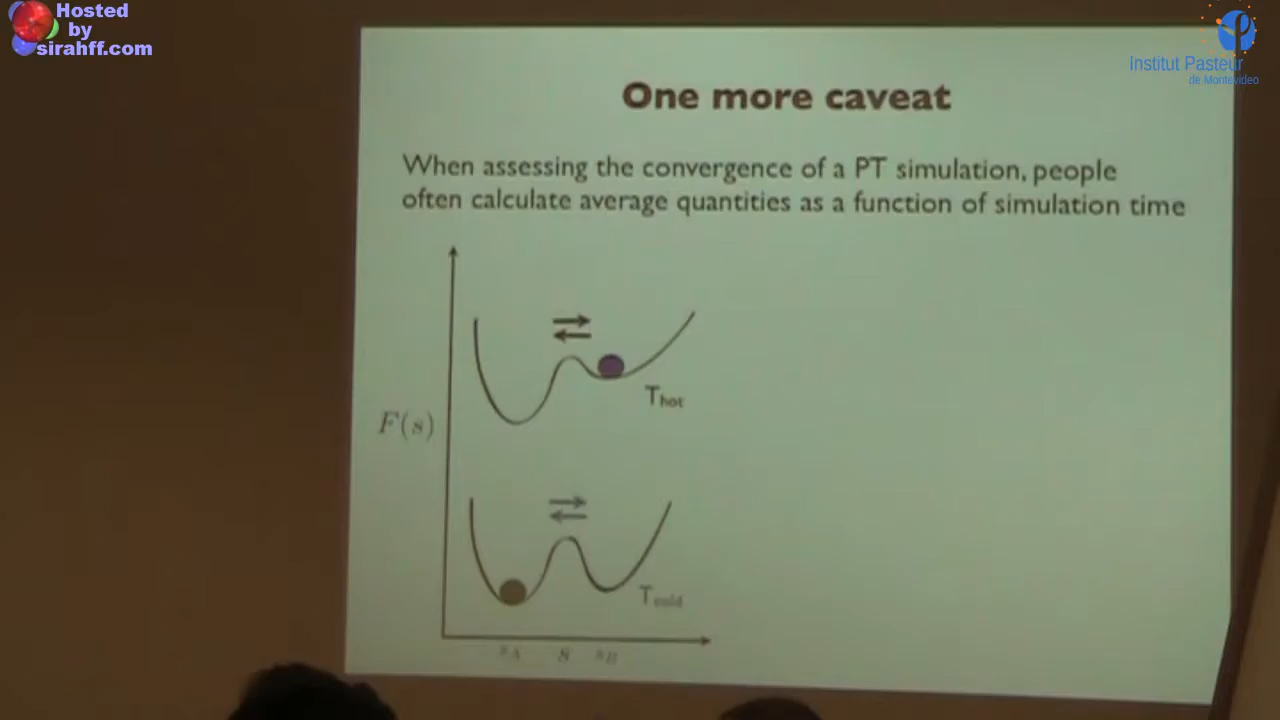 Hosted
by
sirahff.com
Institut Pasteur
de Montevideo
One more caveat
When assessing the convergence of a PT simulation, people
often calculate average quantities as a function of simulation time
T_hot
F(s)
T_cold
s_A s s_B